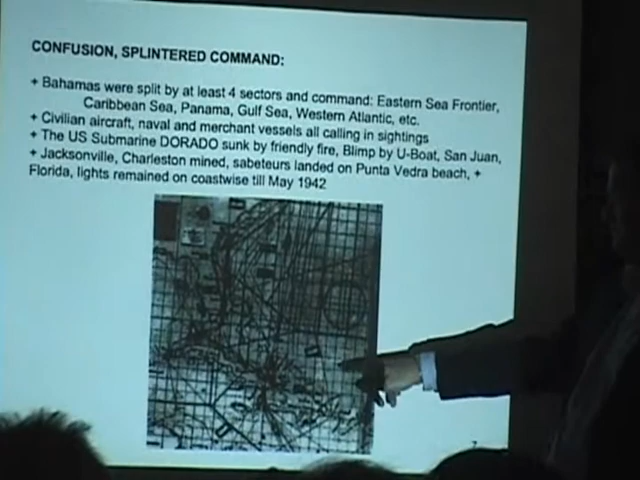 CONFUSION, SPLINTERED COMMAND:
+ Bahamas were split by at least 4 sectors and command: Eastern Sea Frontier,
Caribbean Sea, Panama, Gulf Sea, Western Atlantic, etc.
+ Civilian aircraft, naval and merchant vessels all calling in sightings
+ The US Submarine DORADO sunk by friendly fire, Blimp by U-Boat, San Juan,
+ Jacksonville, Charleston mined, sabeteurs landed on Punta Vedra beach, +
Florida, lights remained on coastwise till May 1942
7